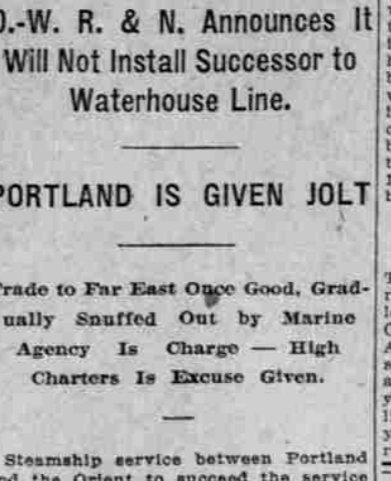 O.-W. R. & N. Announces It
Will Not Install Successor to
Waterhouse Line.
PORTLAND IS GIVEN JOLT
Trade to Far East Once Good, Grad-
ually Snuffed Out by Marine
Agency Is Charge — High
Charters Is Excuse Given.
Steamship service between Portland
and the Orient to succeed the service